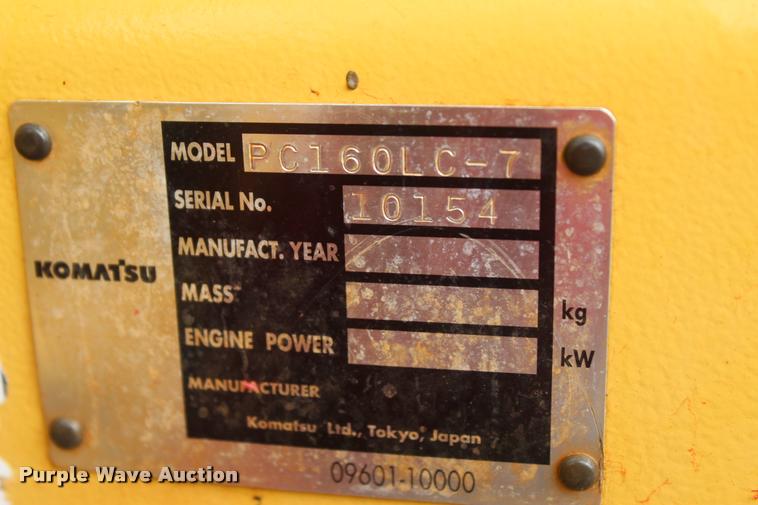 MODEL PC160LC-7
SERIAL No. 10154
MANUFACT. YEAR
KOMATSU
MASS kg
ENGINE POWER kW
MANUFACTURER
Komatsu Ltd., Tokyo, Japan
09601-10000
Purple Wave Auction